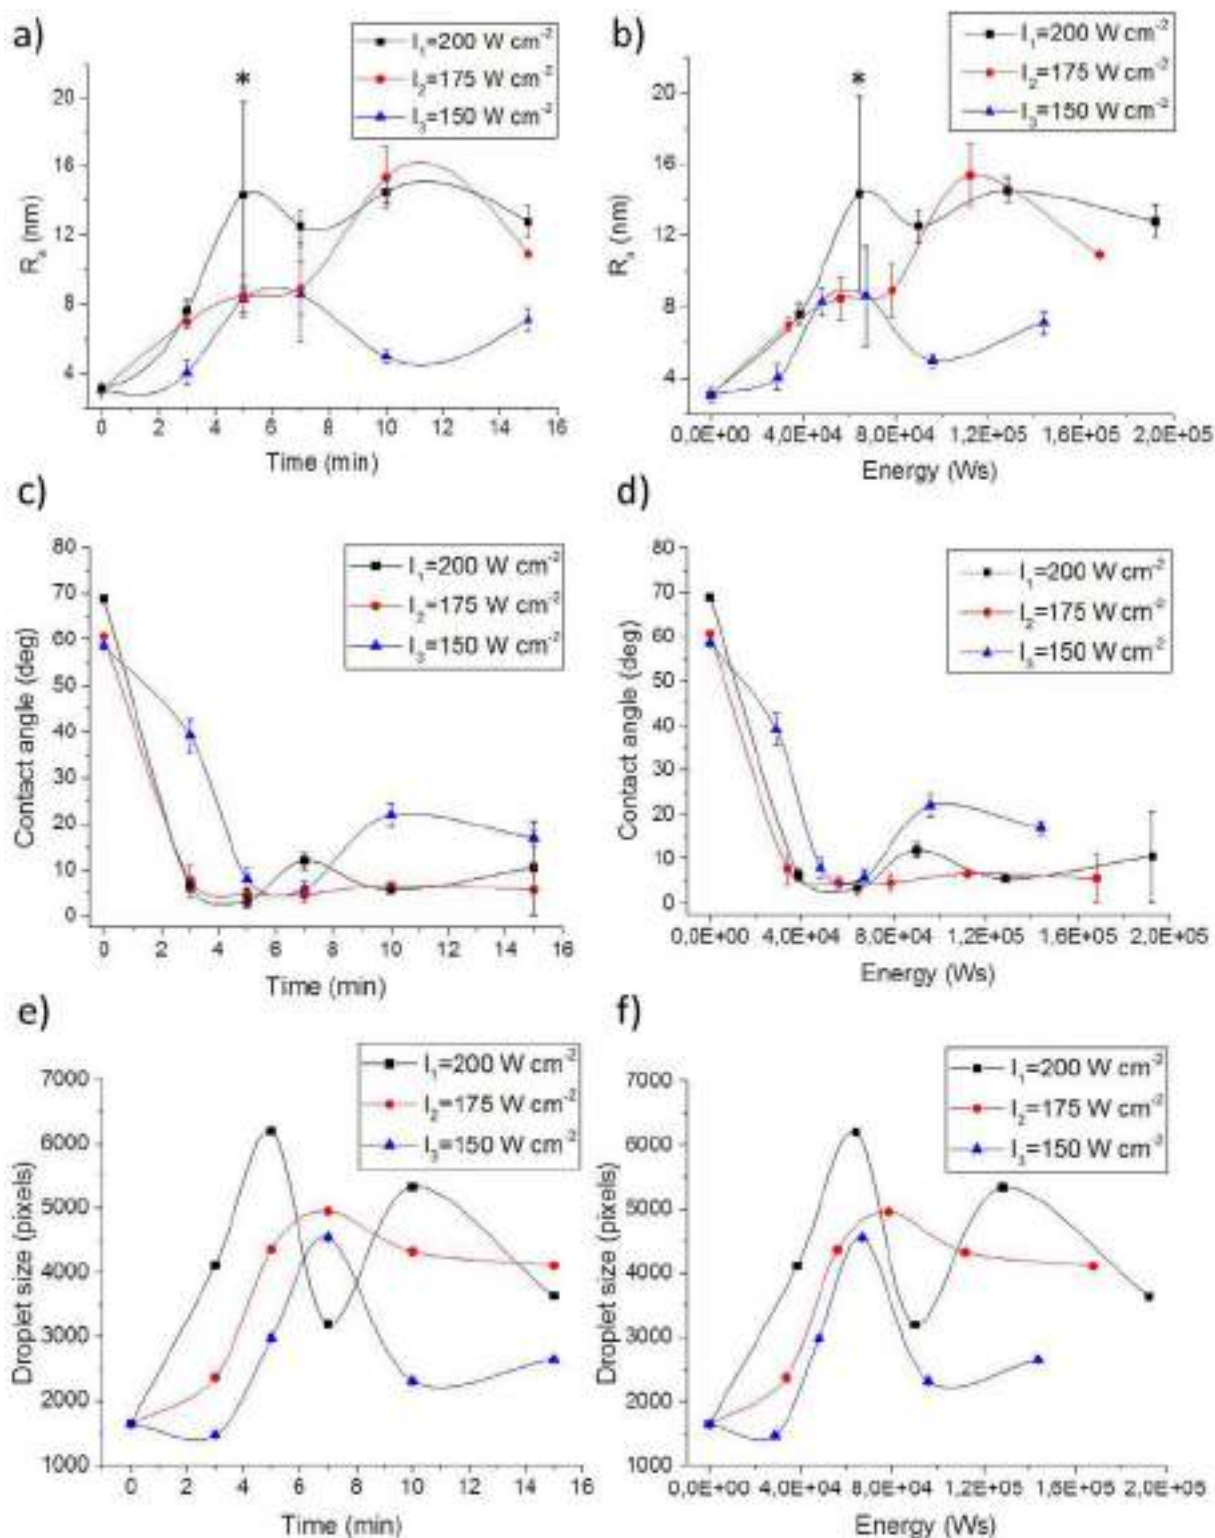 a)
I₁=200 W cm⁻²
I₂=175 W cm⁻²
I₃=150 W cm⁻²
*
20
16
12
8
4
Rₐ (nm)
0 2 4 6 8 10 12 14 16
Time (min)
b)
I₁=200 W cm⁻²
I₂=175 W cm⁻²
I₃=150 W cm⁻²
*
20
16
12
8
4
Rₐ (nm)
0,0E+00 4,0E+04 8,0E+04 1,2E+05 1,6E+05 2,0E+05
Energy (Ws)
c)
I₁=200 W cm⁻²
I₂=175 W cm⁻²
I₃=150 W cm⁻²
80
70
60
50
40
30
20
10
0
Contact angle (deg)
0 2 4 6 8 10 12 14 16
Time (min)
d)
I₁=200 W cm⁻²
I₂=175 W cm⁻²
I₃=150 W cm⁻²
80
70
60
50
40
30
20
10
0
Contact angle (deg)
0,0E+00 4,0E+04 8,0E+04 1,2E+05 1,6E+05 2,0E+05
Energy (Ws)
e)
I₁=200 W cm⁻²
I₂=175 W cm⁻²
I₃=150 W cm⁻²
7000
6000
5000
4000
3000
2000
1000
Droplet size (pixels)
0 2 4 6 8 10 12 14 16
Time (min)
f)
I₁=200 W cm⁻²
I₂=175 W cm⁻²
I₃=150 W cm⁻²
7000
6000
5000
4000
3000
2000
1000
Droplet size (pixels)
0,0E+00 4,0E+04 8,0E+04 1,2E+05 1,6E+05 2,0E+05
Energy (Ws)